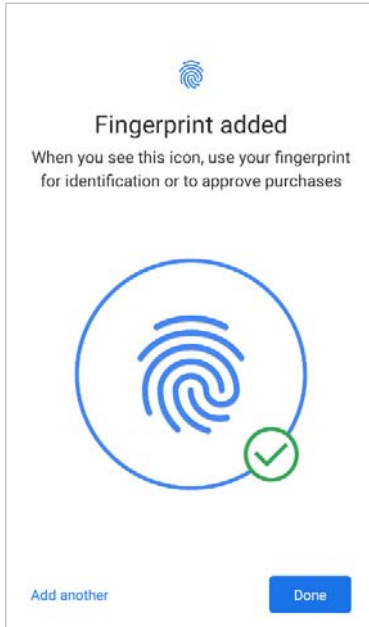 Fingerprint added
When you see this icon, use your fingerprint
for identification or to approve purchases
Add another
Done